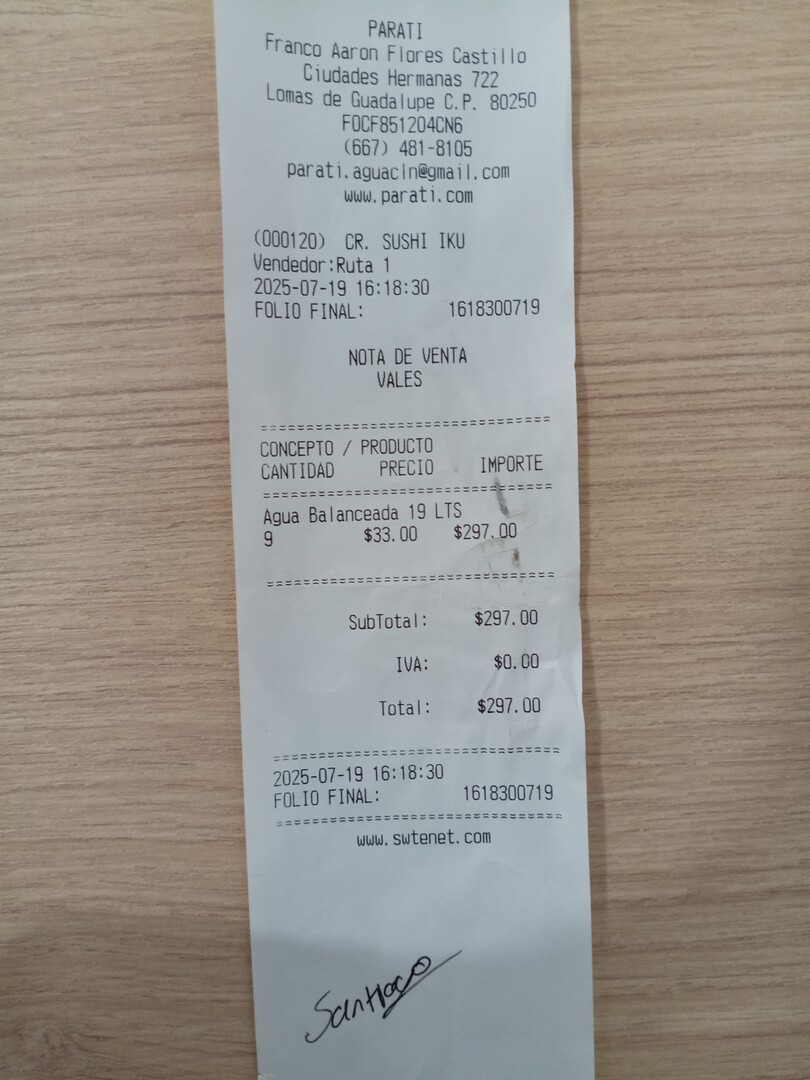 PARATI
Franco Aaron Flores Castillo
Ciudades Hermanas 722
Lomas de Guadalupe C.P. 80250
FOCF851204CN6
(667) 481-8105
parati.aguacln@gmail.com
www.parati.com
(000120) CR. SUSHI IKU
Vendedor:Ruta 1
2025-07-19 16:18:30
FOLIO FINAL: 1618300719
NOTA DE VENTA
VALES
==================================
CONCEPTO / PRODUCTO
CANTIDAD PRECIO IMPORTE
==================================
Agua Balanceada 19 LTS
9 $33.00 $297.00
==================================
SubTotal: $297.00
IVA: $0.00
Total: $297.00
==================================
2025-07-19 16:18:30
FOLIO FINAL: 1618300719
==================================
www.swtenet.com
Santiago